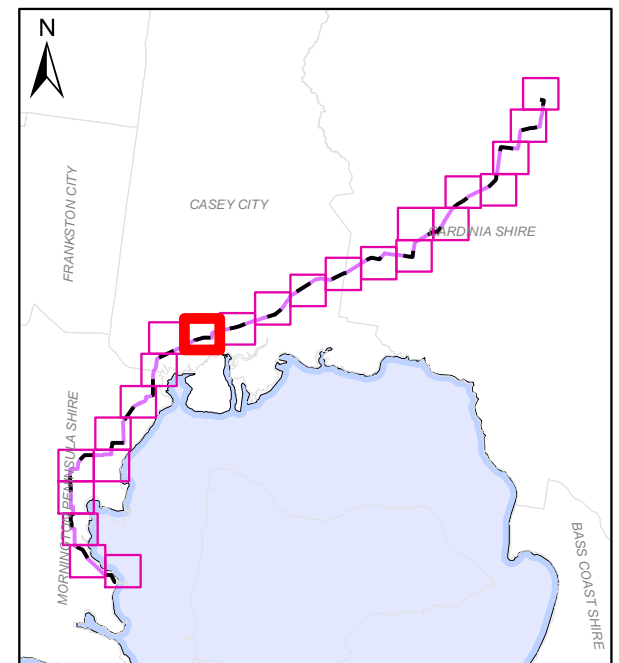 N
FRANKSTON CITY
CASEY CITY
CARDINIA SHIRE
MORNINGTON PENINSULA SHIRE
BASS COAST SHIRE